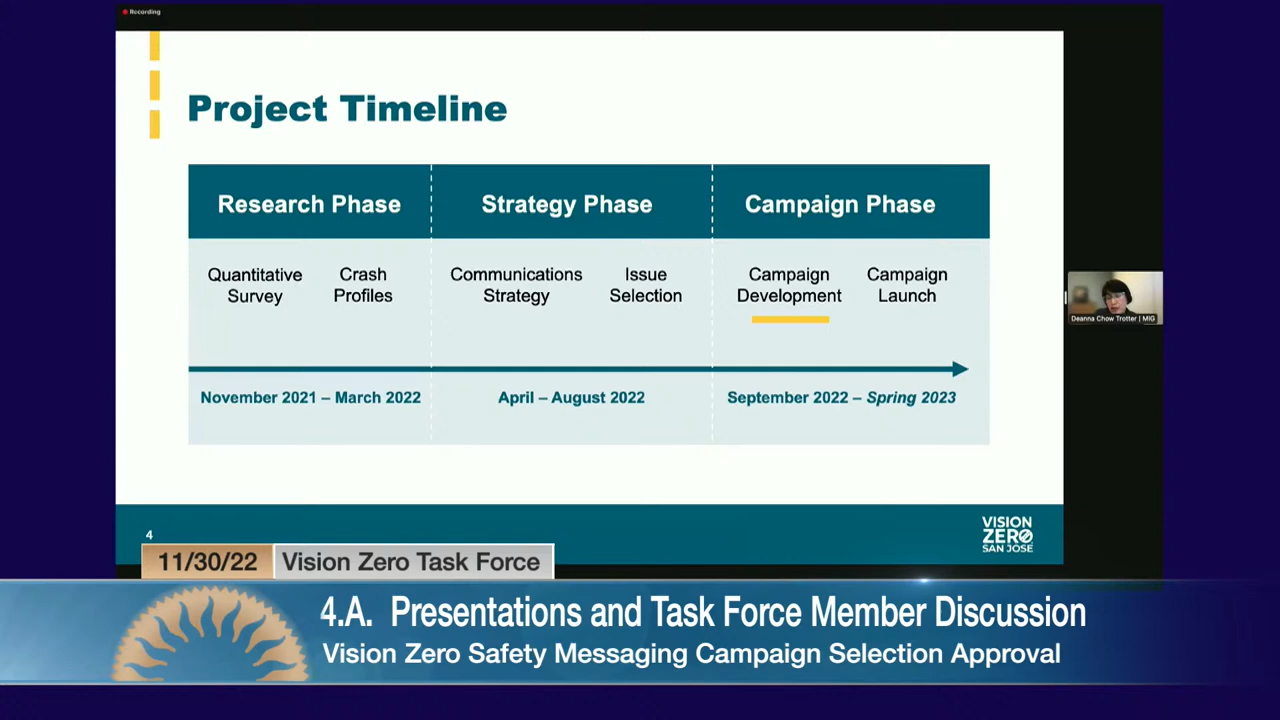 Recording
Project Timeline
Research Phase
Strategy Phase
Campaign Phase
Quantitative
Survey
Crash
Profiles
Communications
Strategy
Issue
Selection
Campaign
Development
Campaign
Launch
November 2021 – March 2022
April – August 2022
September 2022 – Spring 2023
Deanna Chow Trotter | MIG
4
VISION
ZERO
SAN JOSE
11/30/22
Vision Zero Task Force
4.A. Presentations and Task Force Member Discussion
Vision Zero Safety Messaging Campaign Selection Approval